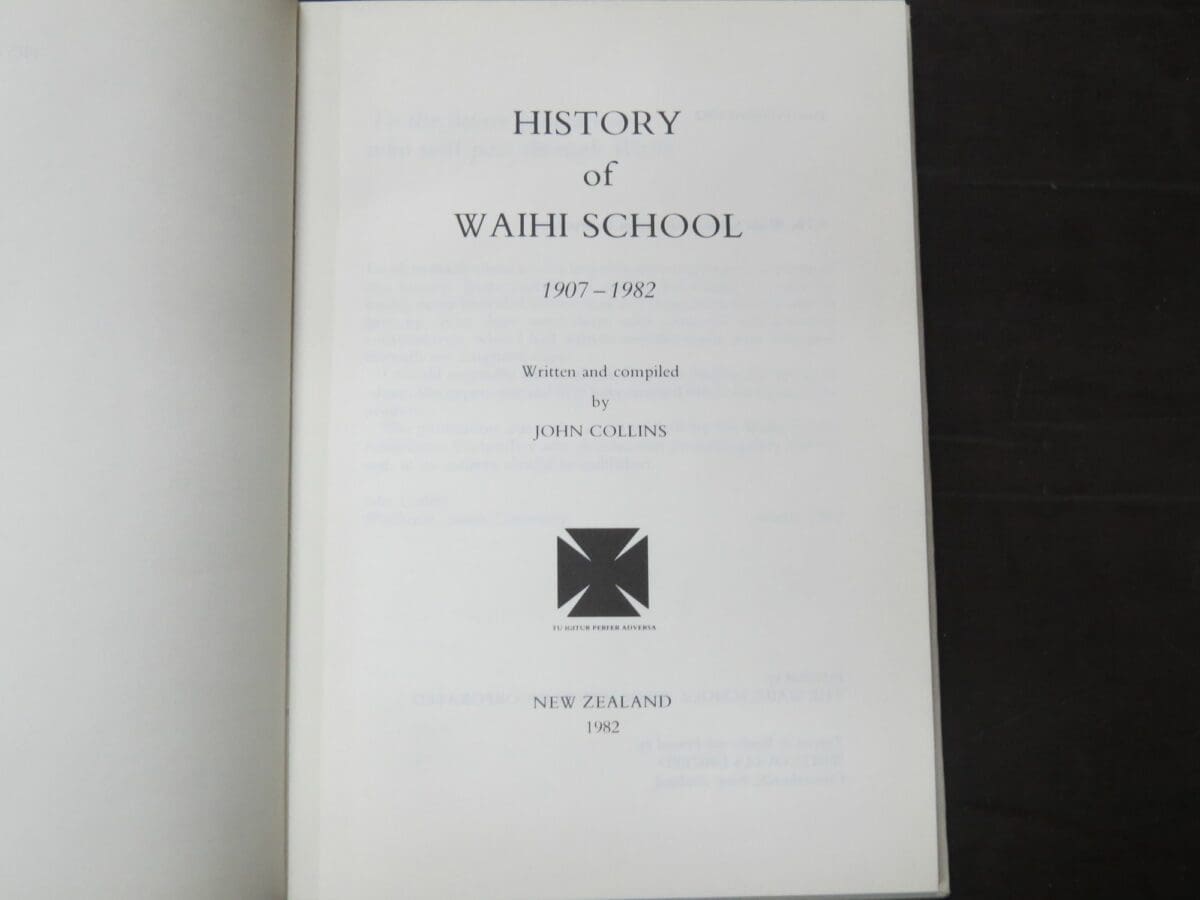 HISTORY
of
WAIHI SCHOOL
1907 – 1982
Written and compiled
by
JOHN COLLINS
TU IGITUR PERFER ADVERSA
NEW ZEALAND
1982